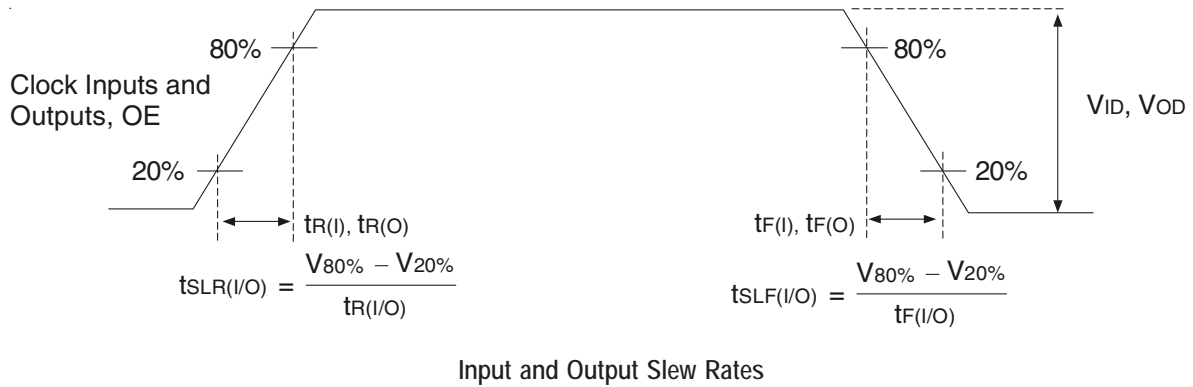 80%
80%
Clock Inputs and
Outputs, OE
VID, VOD
20%
20%
tR(I), tR(O)
tF(I), tF(O)
tSLR(I/O) = V80% – V20%
tR(I/O)
tSLF(I/O) = V80% – V20%
tF(I/O)
Input and Output Slew Rates